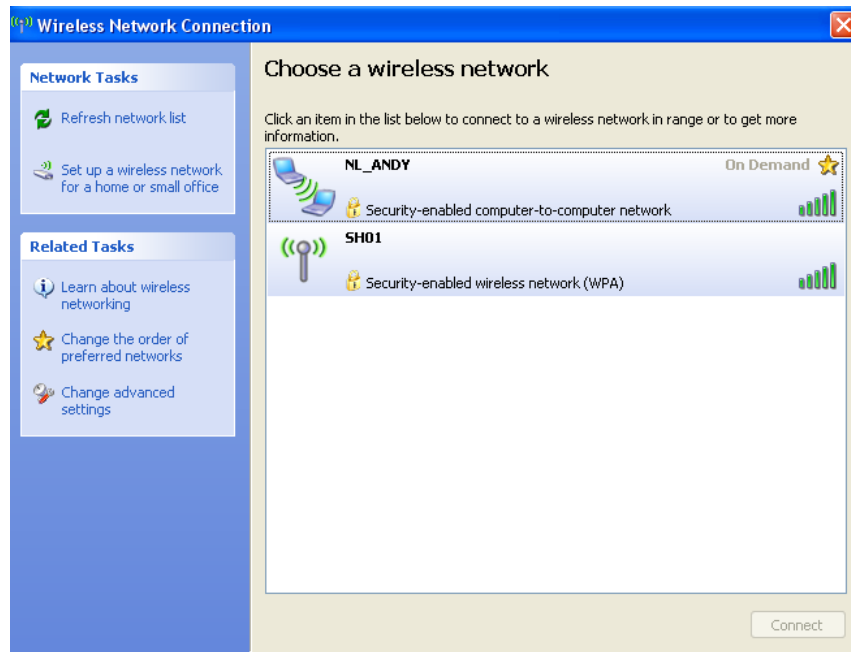 Wireless Network Connection
Network Tasks
Refresh network list
Set up a wireless network
for a home or small office
Related Tasks
Learn about wireless
networking
Change the order of
preferred networks
Change advanced
settings
Choose a wireless network
Click an item in the list below to connect to a wireless network in range or to get more
information.
NL_ANDY
On Demand
Security-enabled computer-to-computer network
SH01
Security-enabled wireless network (WPA)
Connect